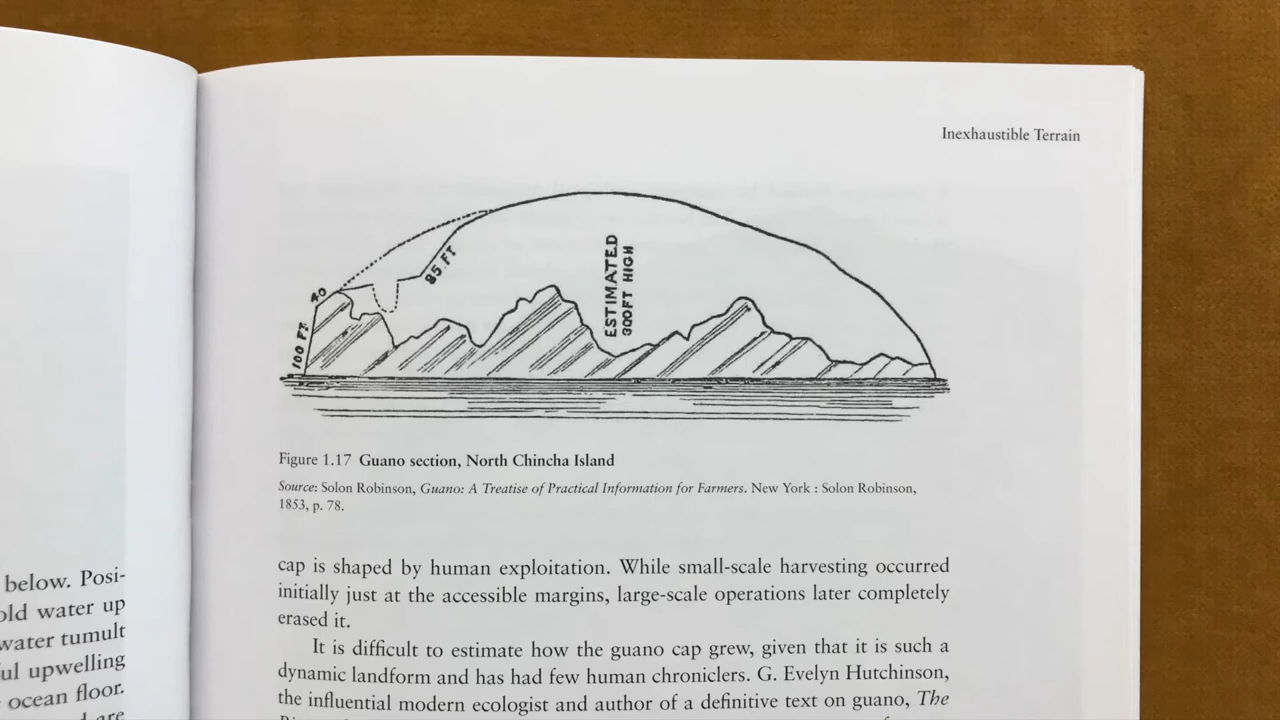 below. Posi-
old water up
water tumult
ul upwelling
ocean floor.
are
Inexhaustible Terrain
40
85 FT
100 FT.
ESTIMATED
300FT HIGH
Figure 1.17 Guano section, North Chincha Island
Source: Solon Robinson, Guano: A Treatise of Practical Information for Farmers. New York : Solon Robinson,
1853, p. 78.
cap is shaped by human exploitation. While small-scale harvesting occurred
initially just at the accessible margins, large-scale operations later completely
erased it.
It is difficult to estimate how the guano cap grew, given that it is such a
dynamic landform and has had few human chroniclers. G. Evelyn Hutchinson,
the influential modern ecologist and author of a definitive text on guano, The